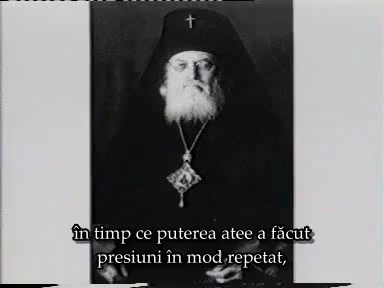 în timp ce puterea atee a făcut
presiuni în mod repetat,